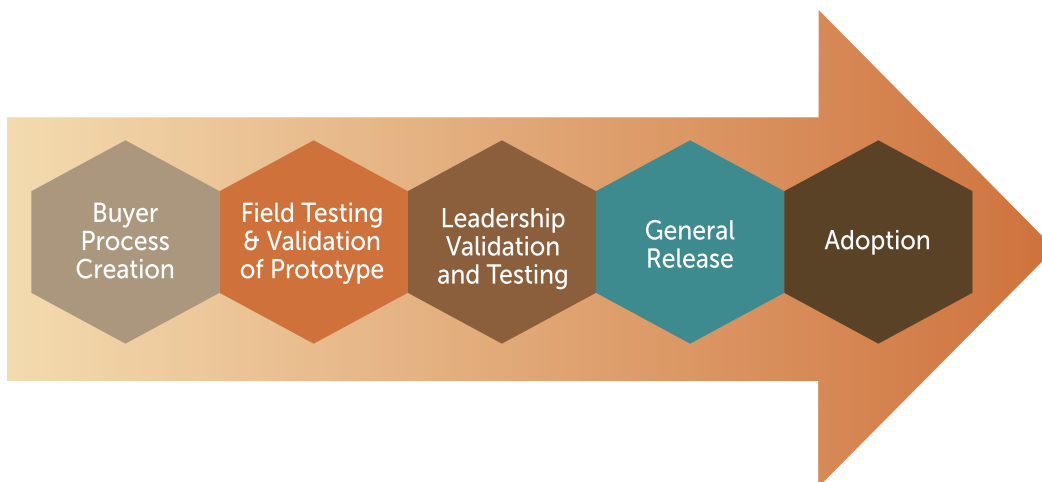 Buyer
Process
Creation
Field Testing
& Validation
of Prototype
Leadership
Validation
and Testing
General
Release
Adoption